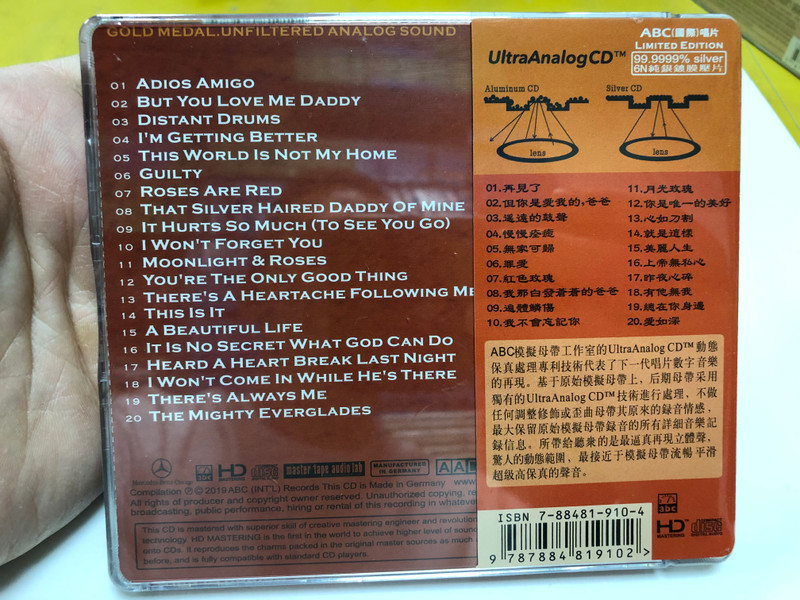 GOLD MEDAL.UNFILTERED ANALOG SOUND
01 ADIOS AMIGO
02 BUT YOU LOVE ME DADDY
03 DISTANT DRUMS
04 I'M GETTING BETTER
05 THIS WORLD IS NOT MY HOME
06 GUILTY
07 ROSES ARE RED
08 THAT SILVER HAIRED DADDY OF MINE
09 IT HURTS SO MUCH (TO SEE YOU GO)
10 I WON'T FORGET YOU
11 MOONLIGHT & ROSES
12 YOU'RE THE ONLY GOOD THING
13 THERE'S A HEARTACHE FOLLOWING ME
14 THIS IS IT
15 A BEAUTIFUL LIFE
16 IT IS NO SECRET WHAT GOD CAN DO
17 HEARD A HEART BREAK LAST NIGHT
18 I WON'T COME IN WHILE HE'S THERE
19 THERE'S ALWAYS ME
20 THE MIGHTY EVERGLADES
Mercedes-Benz Group
abc
HD
MASTERING
master tape audio lab
MANUFACTURER
IN GERMANY
AAD
www
Compilation ℗ © 2019 ABC (INT'L) Records This CD is Made in Germany
All rights of producer and copyright owner reserved. Unauthorized copying, re
broadcasting, public performance, hiring or rental of this recording in whatever
This CD is mastered with superior skill of creative mastering engineer and revolution
HD MASTERING is the first in the world to achieve higher level of sound
onto CDs. It reproduces the charms packed in the original master sources as much
before, and is fully compatible with standard CD players.
ABC(國際)唱片
LIMITED EDITION
99.9999% silver
6N純銀鍍膜壓片
UltraAnalogCD™
Aluminum CD
Silver CD
lens
lens
01.再見了
02.但你是愛我的,爸爸
03.遥遠的鼓聲
04.慢慢痊癒
05.無家可歸
06.罪愛
07.紅色玫瑰
08.我那白發蒼蒼的爸爸
09.遍體鱗傷
10.我不會忘記你
11.月光玫瑰
12.你是唯一的美好
13.心如刀割
14.就是這樣
15.美麗人生
16.上帝無私心
17.昨夜心碎
18.有他無我
19.總在你身邊
20.愛如深
ABC模擬母帶工作室的UltraAnalogCD™動態
保真處理專利技術代表了下一代唱片數字音樂
的再現。基于原始模擬母帶上，后期母帶采用
獨有的UltraAnalog CD™技術進行處理，不做
任何調整修飾或歪曲母帶其原來的録音情感，
最大保留原始模擬母帶録音的所有詳細音樂記
録信息。所帶給聽衆的是最逼真再現立體聲，
驚人的動態範圍，最接近于模擬母帶流暢平滑
超級高保真的聲音。
ISBN 7-88481-910-4
9 787884 819102 >
abc
HD
MASTERING